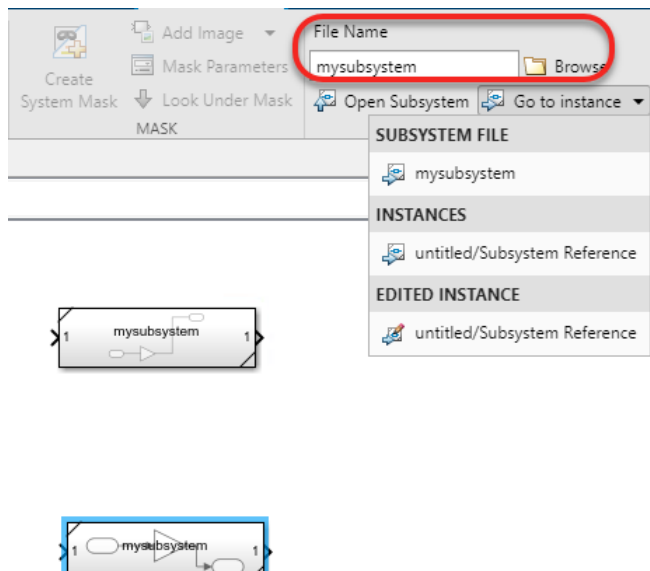 Add Image
File Name
Mask Parameters
mysubsystem
Browse
Create
System Mask
Look Under Mask
Open Subsystem
Go to instance
MASK
SUBSYSTEM FILE
mysubsystem
INSTANCES
untitled/Subsystem Reference
EDITED INSTANCE
untitled/Subsystem Reference
1 mysubsystem 1
1 mysubsystem 1